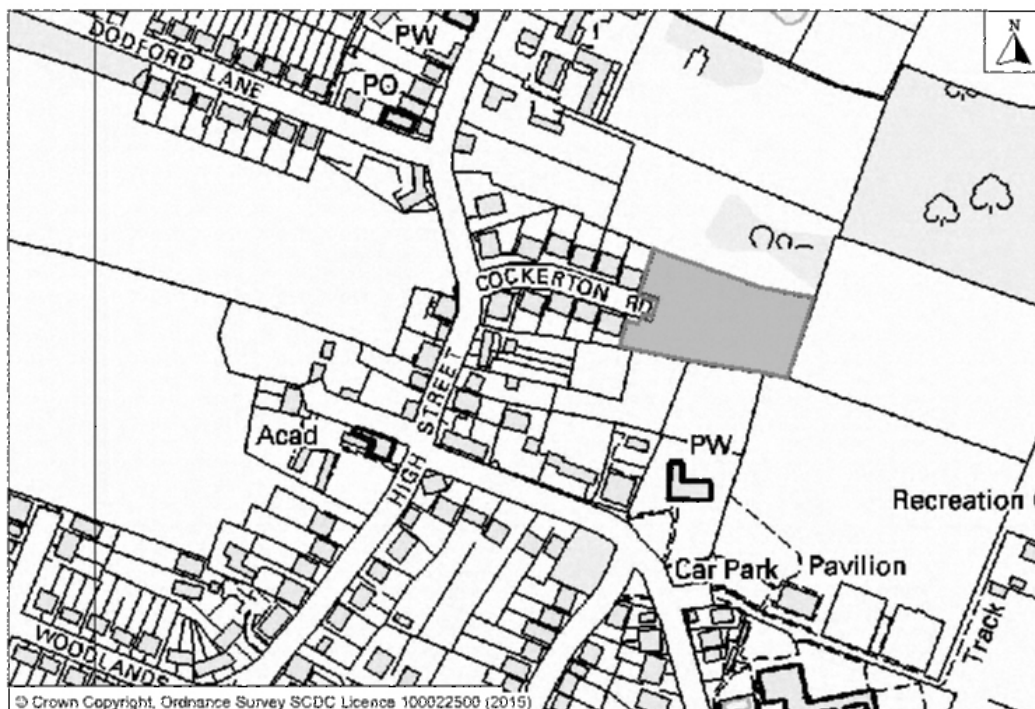 N
PW
DODFORD LANE
PO
COCKERTON RD
HIGH STREET
Acad
PW
Recreation
Car Park
Pavilion
Track
WOODLANDS
© Crown Copyright, Ordnance Survey SCDC Licence 100022500 (2015)